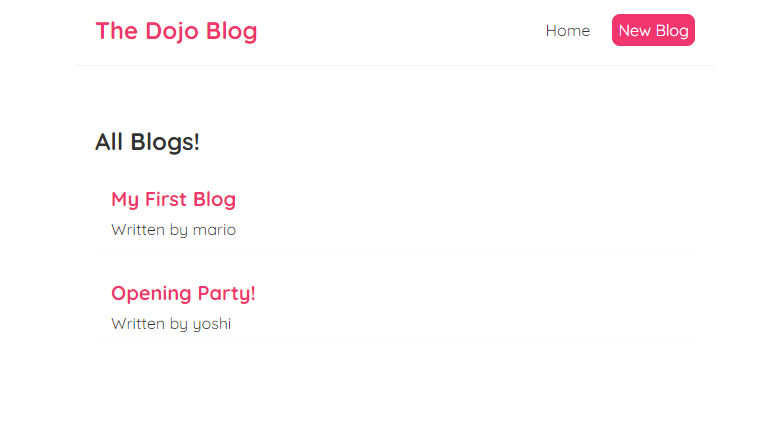 The Dojo Blog
Home
New Blog
All Blogs!
My First Blog
Written by mario
Opening Party!
Written by yoshi